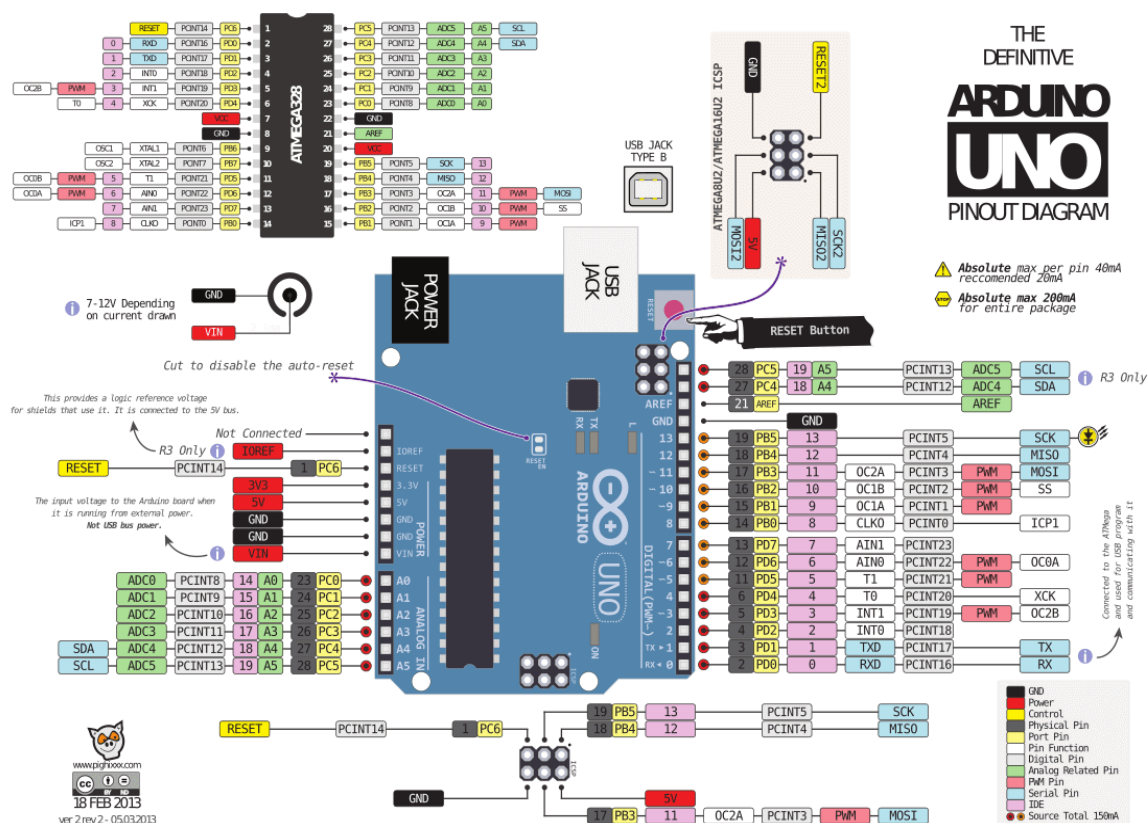 THE
DEFINITIVE
ARDUINO
UNO
PINOUT DIAGRAM
RESET PCINT14 PC6 1
0 RXD PCINT16 PD0 2
1 TXD PCINT17 PD1 3
2 INT0 PCINT18 PD2 4
OC2B PWM 3 INT1 PCINT19 PD3 5
T0 4 XCK PCINT20 PD4 6
VCC 7
GND 8
OSC1 XTAL1 PCINT6 PB6 9
OSC2 XTAL2 PCINT7 PB7 10
OC0B PWM 5 T1 PCINT21 PD5 11
OC0A PWM 6 AIN0 PCINT22 PD6 12
7 AIN1 PCINT23 PD7 13
ICP1 8 CLKO PCINT0 PB0 14
ATMEGA328
28 PC5 PCINT13 ADC5 A5 SCL
27 PC4 PCINT12 ADC4 A4 SDA
26 PC3 PCINT11 ADC3 A3
25 PC2 PCINT10 ADC2 A2
24 PC1 PCINT9 ADC1 A1
23 PC0 PCINT8 ADC0 A0
22 GND
21 AREF
20 VCC
19 PB5 PCINT5 SCK 13
18 PB4 PCINT4 MISO 12
17 PB3 PCINT3 OC2A 11 PWM MOSI
16 PB2 PCINT2 OC1B 10 PWM SS
15 PB1 PCINT1 OC1A 9 PWM
USB JACK
TYPE B
ATMEGA8U2/ATMEGA16U2 ICSP
GND
RESET2
MOSI2
5V
MISO2
SCK2
Absolute max per pin 40mA
reccomended 20mA
STOP
Absolute max 200mA
for entire package
i 7-12V Depending
on current drawn
GND
VIN
POWER
JACK
USB
JACK
RESET
RESET Button
Cut to disable the auto-reset
This provides a logic reference voltage
for shields that use it. It is connected to the 5V bus.
Not Connected
R3 Only i IOREF
RESET PCINT14 1 PC6
3V3
5V
GND
GND
i VIN
The input voltage to the Arduino board when
it is running from external power.
Not USB bus power.
ADC0 PCINT8 14 A0 23 PC0
ADC1 PCINT9 15 A1 24 PC1
ADC2 PCINT10 16 A2 25 PC2
ADC3 PCINT11 17 A3 26 PC3
SDA ADC4 PCINT12 18 A4 27 PC4
SCL ADC5 PCINT13 19 A5 28 PC5
IOREF
RESET
3.3V
5V
GND
GND
VIN
POWER
A0
A1
A2
A3
A4
A5
ANALOG IN
RX
TX
L
RESET
EN
ARDUINO
UNO
ON
ICSP
AREF
GND
13
12
~11
~10
~9
8
7
~6
~5
4
~3
2
TX ▸ 1
RX ◂ 0
DIGITAL(PWM~)
28 PC5 19 A5 PCINT13 ADC5 SCL
27 PC4 18 A4 PCINT12 ADC4 SDA
i R3 Only
21 AREF AREF
GND
19 PB5 13 PCINT5 SCK
18 PB4 12 PCINT4 MISO
17 PB3 11 OC2A PCINT3 PWM MOSI
16 PB2 10 OC1B PCINT2 PWM SS
15 PB1 9 OC1A PCINT1 PWM
14 PB0 8 CLKO PCINT0 ICP1
13 PD7 7 AIN1 PCINT23
12 PD6 6 AIN0 PCINT22 PWM OC0A
11 PD5 5 T1 PCINT21 PWM
6 PD4 4 T0 PCINT20 XCK
5 PD3 3 INT1 PCINT19 PWM OC2B
4 PD2 2 INT0 PCINT18
3 PD1 1 TXD PCINT17 TX
2 PD0 0 RXD PCINT16 RX
i
Connected to the ATMega
and used for USB program
and communicating with it
19 PB5 13 PCINT5 SCK
18 PB4 12 PCINT4 MISO
RESET PCINT14 1 PC6
ICSP
GND
5V
17 PB3 11 OC2A PCINT3 PWM MOSI
GND
Power
Control
Physical Pin
Port Pin
Pin Function
Digital Pin
Analog Related Pin
PWM Pin
Serial Pin
IDE
Source Total 150mA
www.pighixxx.com
cc BY ND
18 FEB 2013
ver 2 rev 2 - 05.03.2013